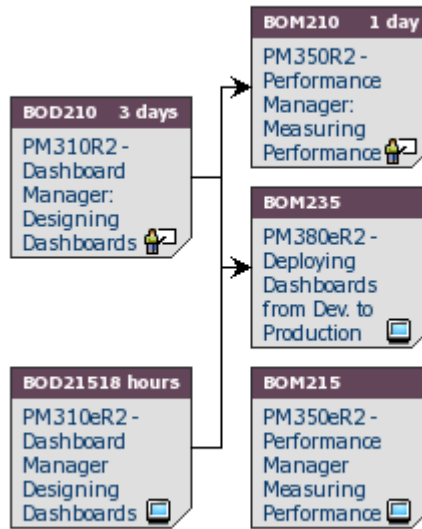 BOM210 1 day
PM350R2 -
Performance
Manager:
Measuring
Performance
BOD210 3 days
PM310R2 -
Dashboard
Manager:
Designing
Dashboards
BOM235
PM380eR2 -
Deploying
Dashboards
from Dev. to
Production
BOD21518 hours
PM310eR2 -
Dashboard
Manager
Designing
Dashboards
BOM215
PM350eR2 -
Performance
Manager
Measuring
Performance